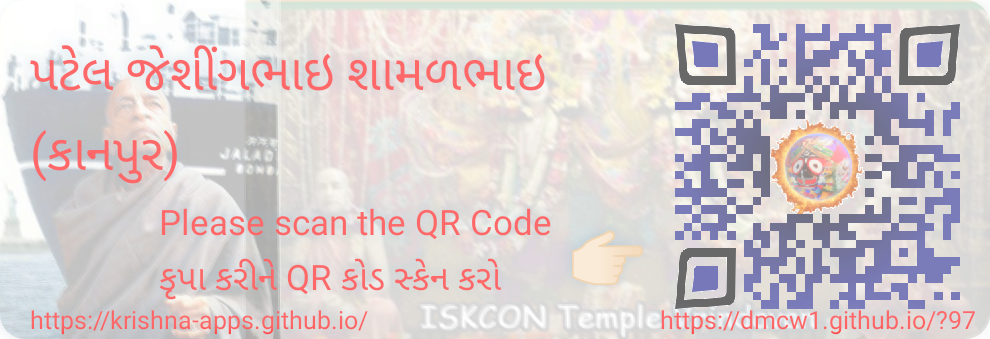 પટેલ જેશીંગભાઇ શામળભાઇ
(કાનપુર)
JALAD
Please scan the QR Code
કૃપા કરીને QR કોડ સ્કેન કરો
https://krishna-apps.github.io/
ISKCON Temple
https://dmcw1.github.io/?97